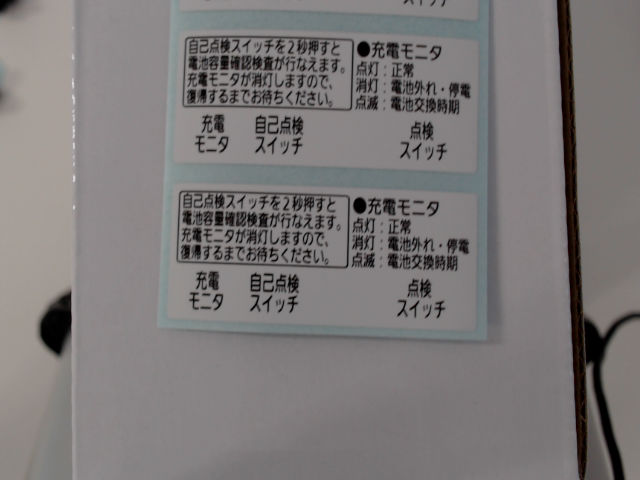 スイッチ
自己点検スイッチを2秒押すと
電池容量確認検査が行なえます。
充電モニタが消灯しますので、
復帰するまでお待ちください。
●充電モニタ
点灯：正常
消灯：電池外れ・停電
点滅：電池交換時期
充電
モニタ
自己点検
スイッチ
点検
スイッチ
自己点検スイッチを2秒押すと
電池容量確認検査が行なえます。
充電モニタが消灯しますので、
復帰するまでお待ちください。
●充電モニタ
点灯：正常
消灯：電池外れ・停電
点滅：電池交換時期
充電
モニタ
自己点検
スイッチ
点検
スイッチ